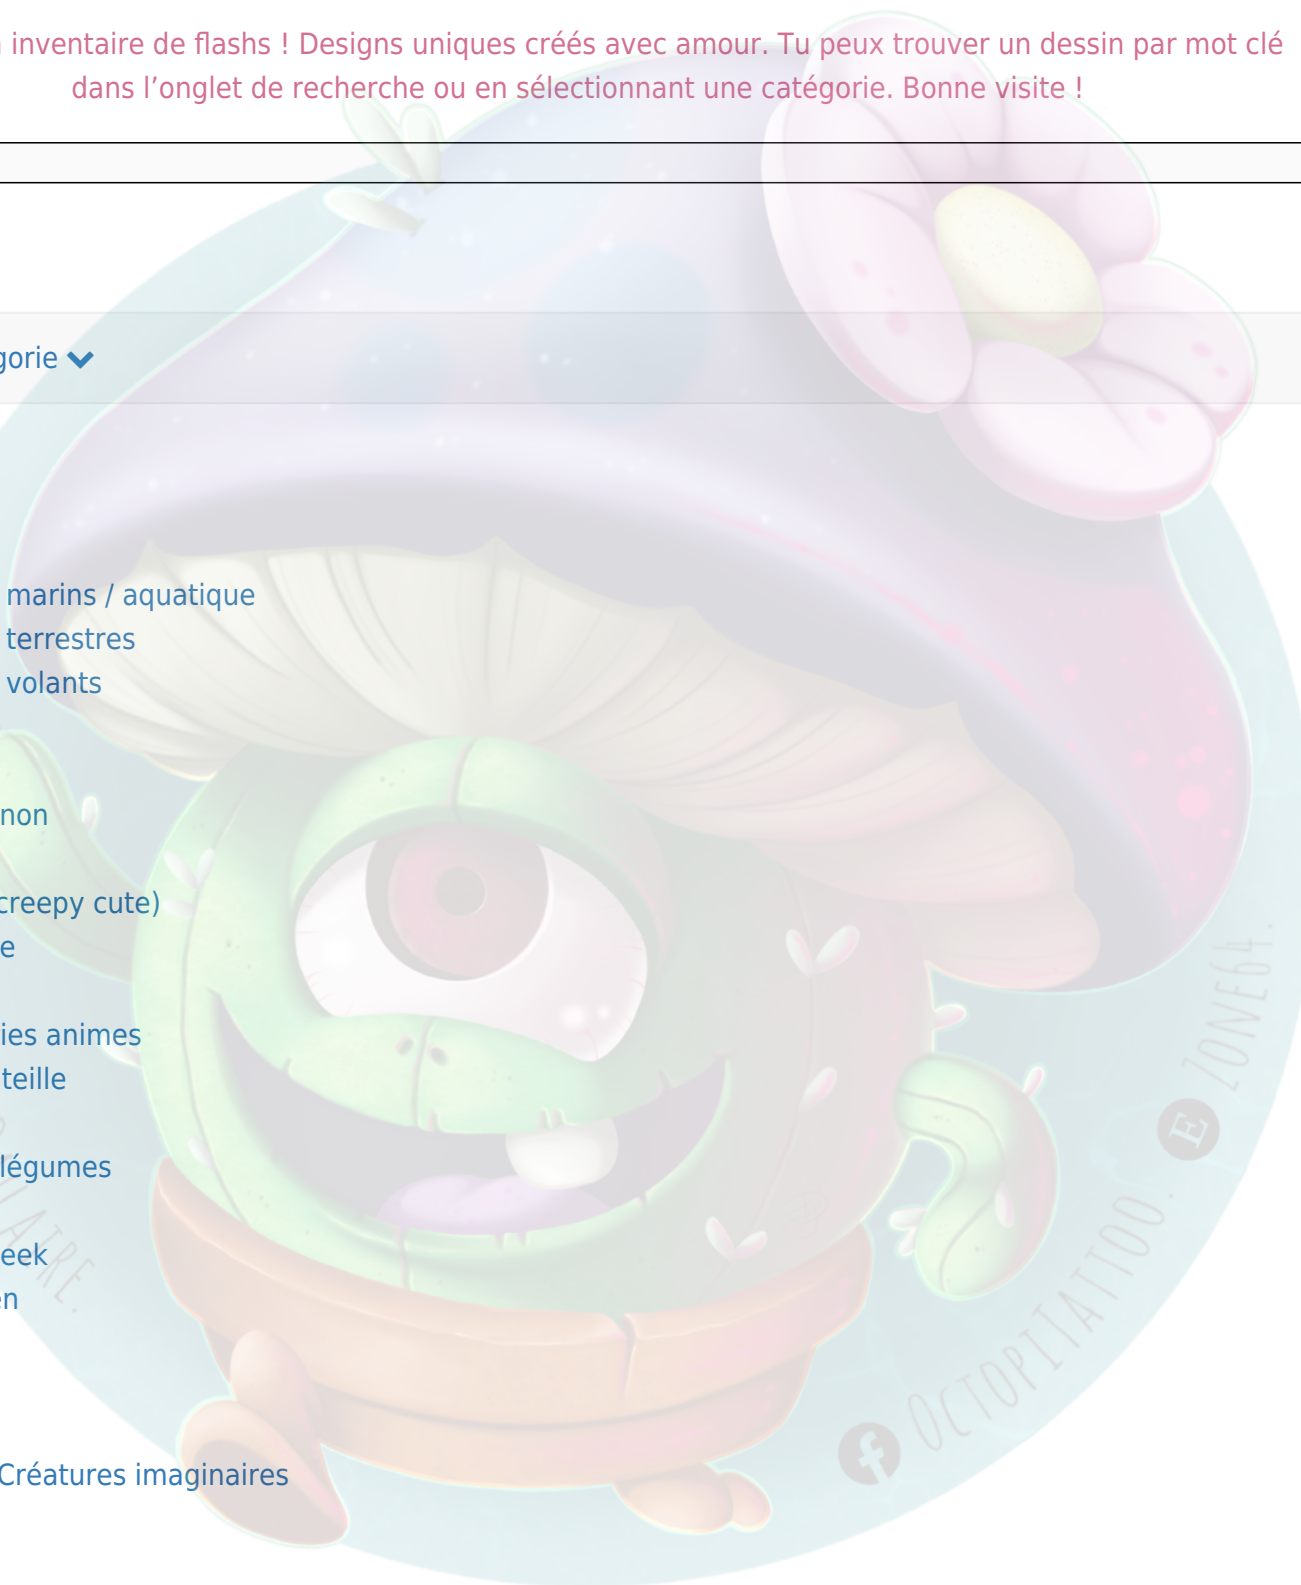 inventaire de flashs ! Designs uniques créés avec amour. Tu peux trouver un dessin par mot clé
dans l’onglet de recherche ou en sélectionnant une catégorie. Bonne visite !
gorie
marins / aquatique
terrestres
volants
non
creepy cute)
e
ies animes
teille
légumes
eek
en
Créatures imaginaires
ZONE64.
E
OCTOPITATTOO.
ATRE.